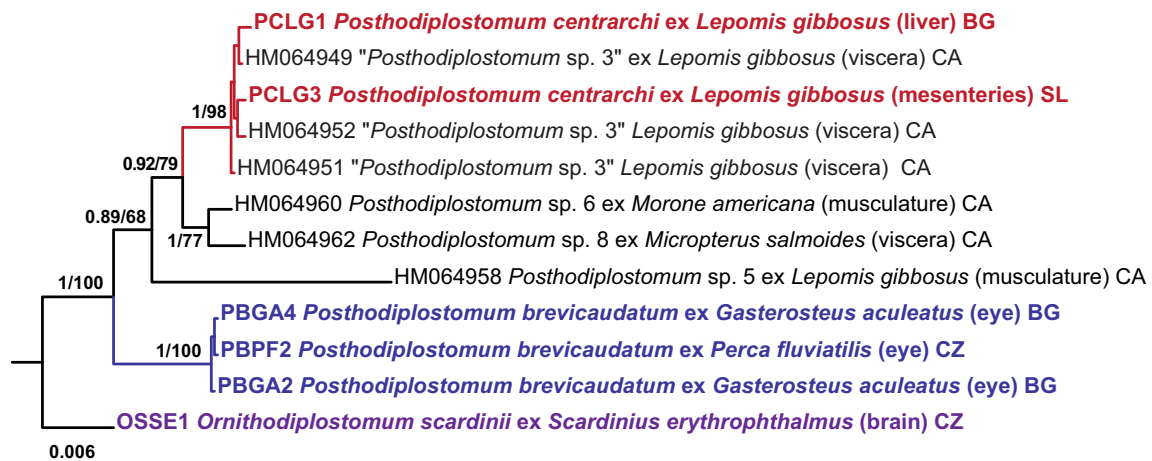 PCLG1 Posthodiplostomum centrarchi ex Lepomis gibbosus (liver) BG
HM064949 "Posthodiplostomum sp. 3" ex Lepomis gibbosus (viscera) CA
PCLG3 Posthodiplostomum centrarchi ex Lepomis gibbosus (mesenteries) SL
1/98
HM064952 "Posthodiplostomum sp. 3" Lepomis gibbosus (viscera) CA
0.92/79
HM064951 "Posthodiplostomum sp. 3" Lepomis gibbosus (viscera) CA
HM064960 Posthodiplostomum sp. 6 ex Morone americana (musculature) CA
0.89/68
1/77
HM064962 Posthodiplostomum sp. 8 ex Micropterus salmoides (viscera) CA
HM064958 Posthodiplostomum sp. 5 ex Lepomis gibbosus (musculature) CA
1/100
PBGA4 Posthodiplostomum brevicaudatum ex Gasterosteus aculeatus (eye) BG
1/100
PBPF2 Posthodiplostomum brevicaudatum ex Perca fluviatilis (eye) CZ
PBGA2 Posthodiplostomum brevicaudatum ex Gasterosteus aculeatus (eye) BG
OSSE1 Ornithodiplostomum scardinii ex Scardinius erythrophthalmus (brain) CZ
0.006